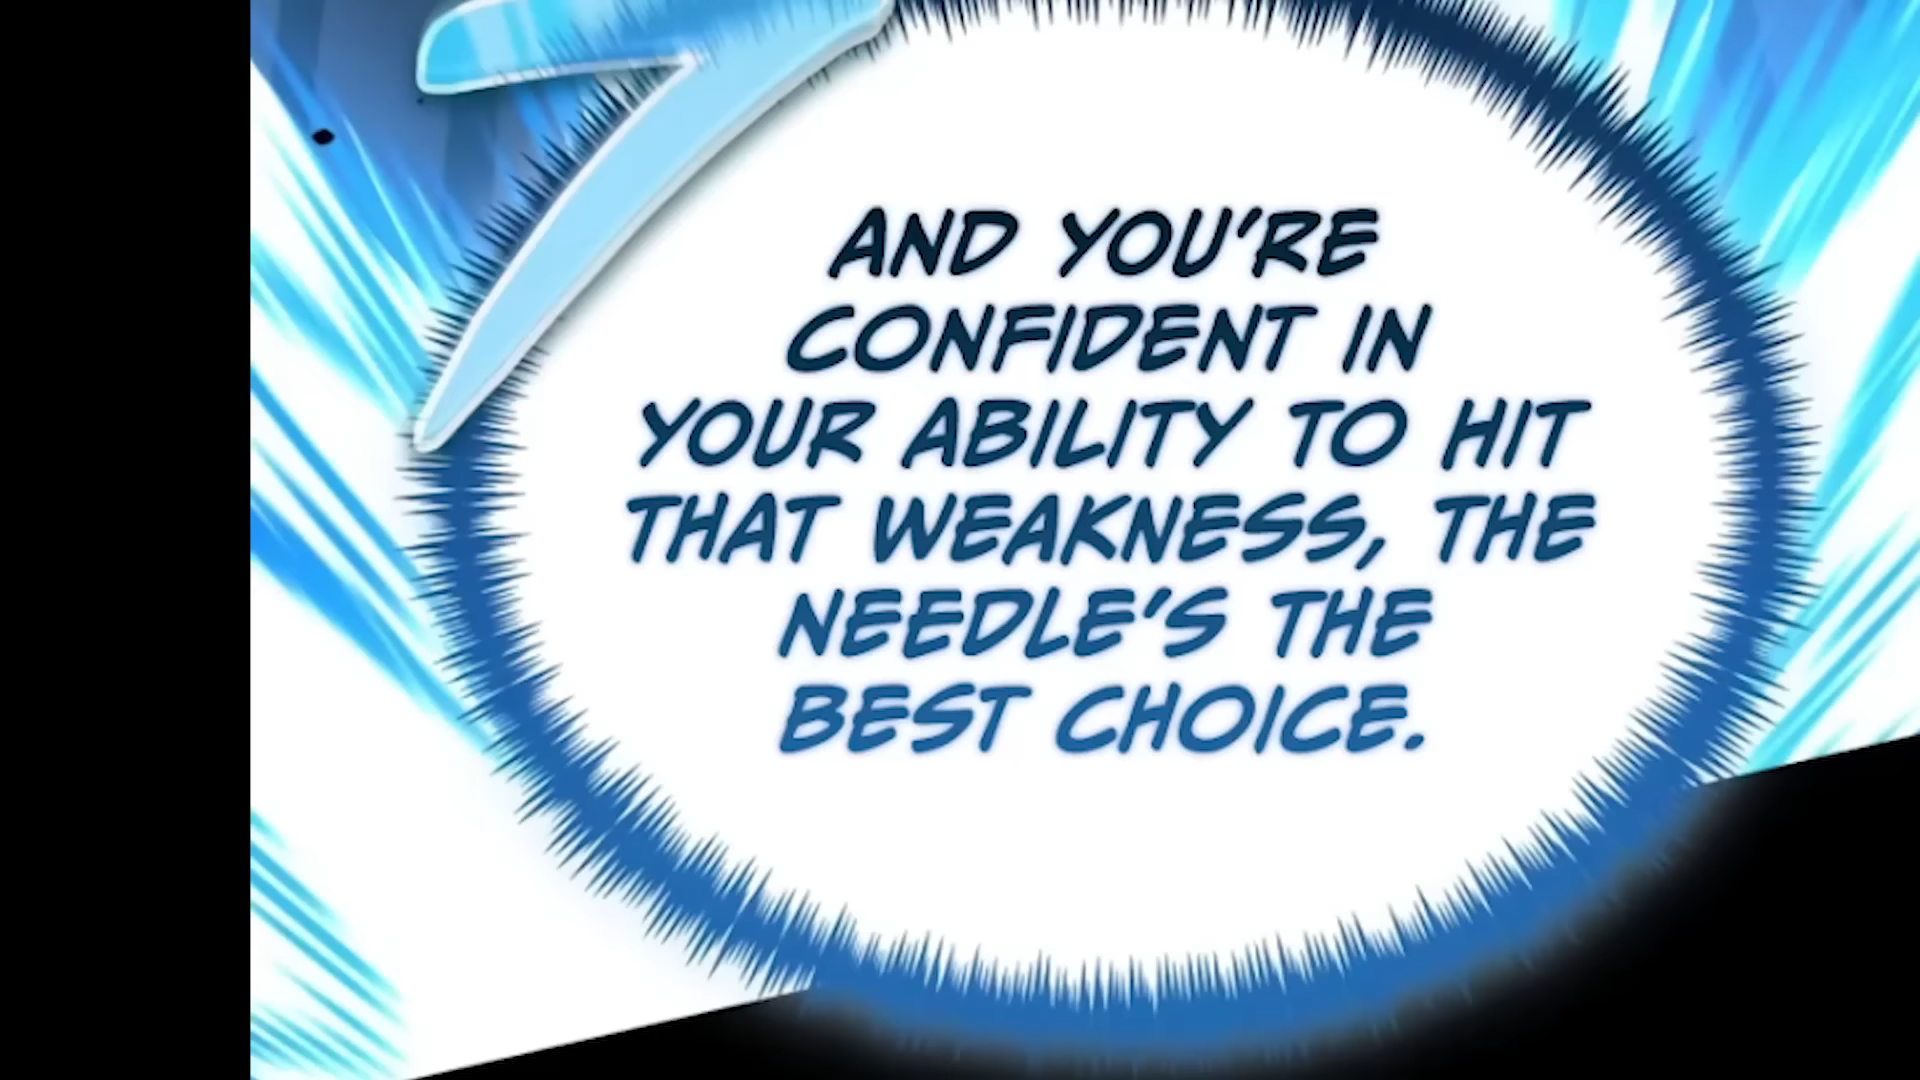 AND YOU'RE
CONFIDENT IN
YOUR ABILITY TO HIT
THAT WEAKNESS, THE
NEEDLE'S THE
BEST CHOICE.